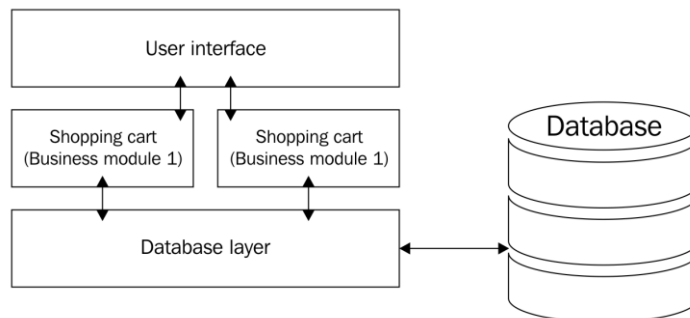 User interface
Shopping cart
(Business module 1)
Shopping cart
(Business module 1)
Database
Database layer